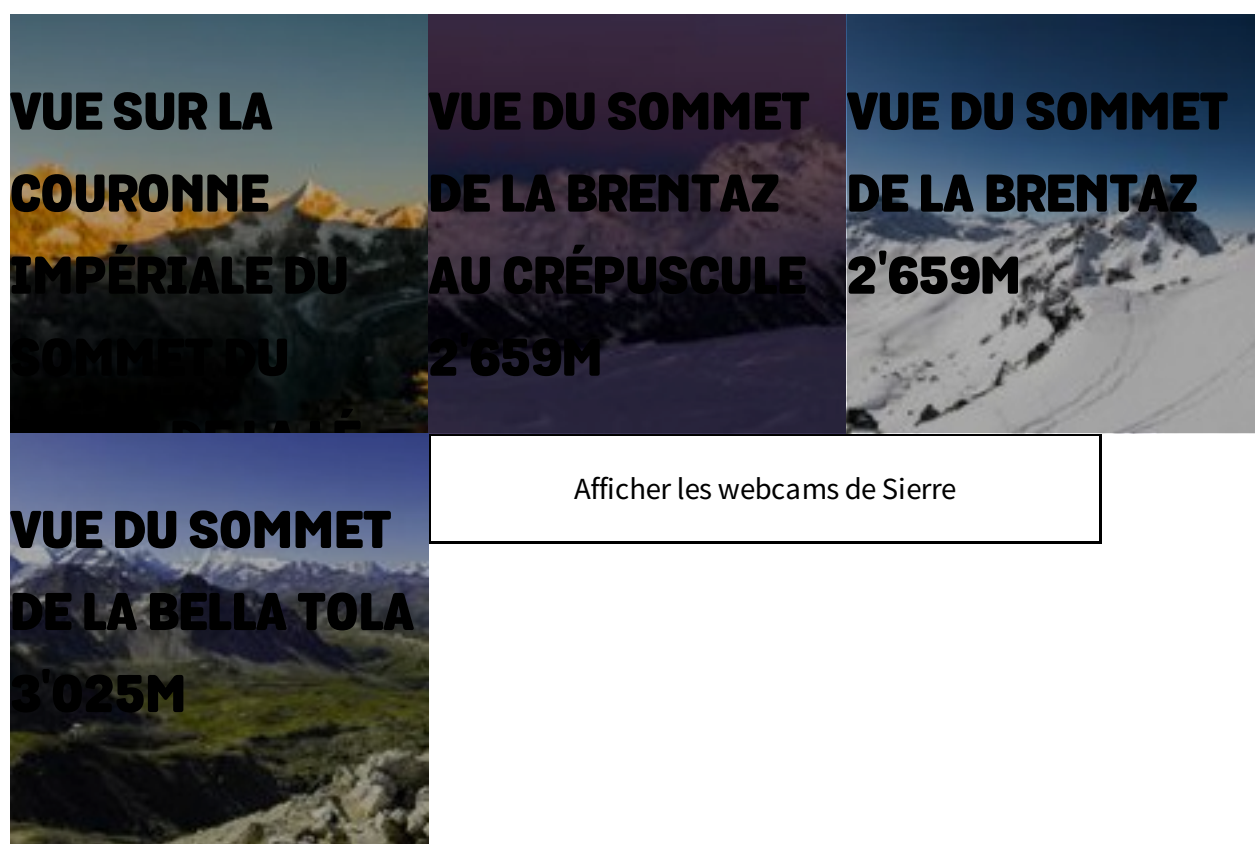 VUE SUR LA
COURONNE
IMPÉRIALE DU
SOMMET DU
VUE DU SOMMET
DE LA BRENTAZ
AU CRÉPUSCULE
2'659M
VUE DU SOMMET
DE LA BRENTAZ
2'659M
VUE DU SOMMET
DE LA BELLA TOLA
3'025M
Afficher les webcams de Sierre